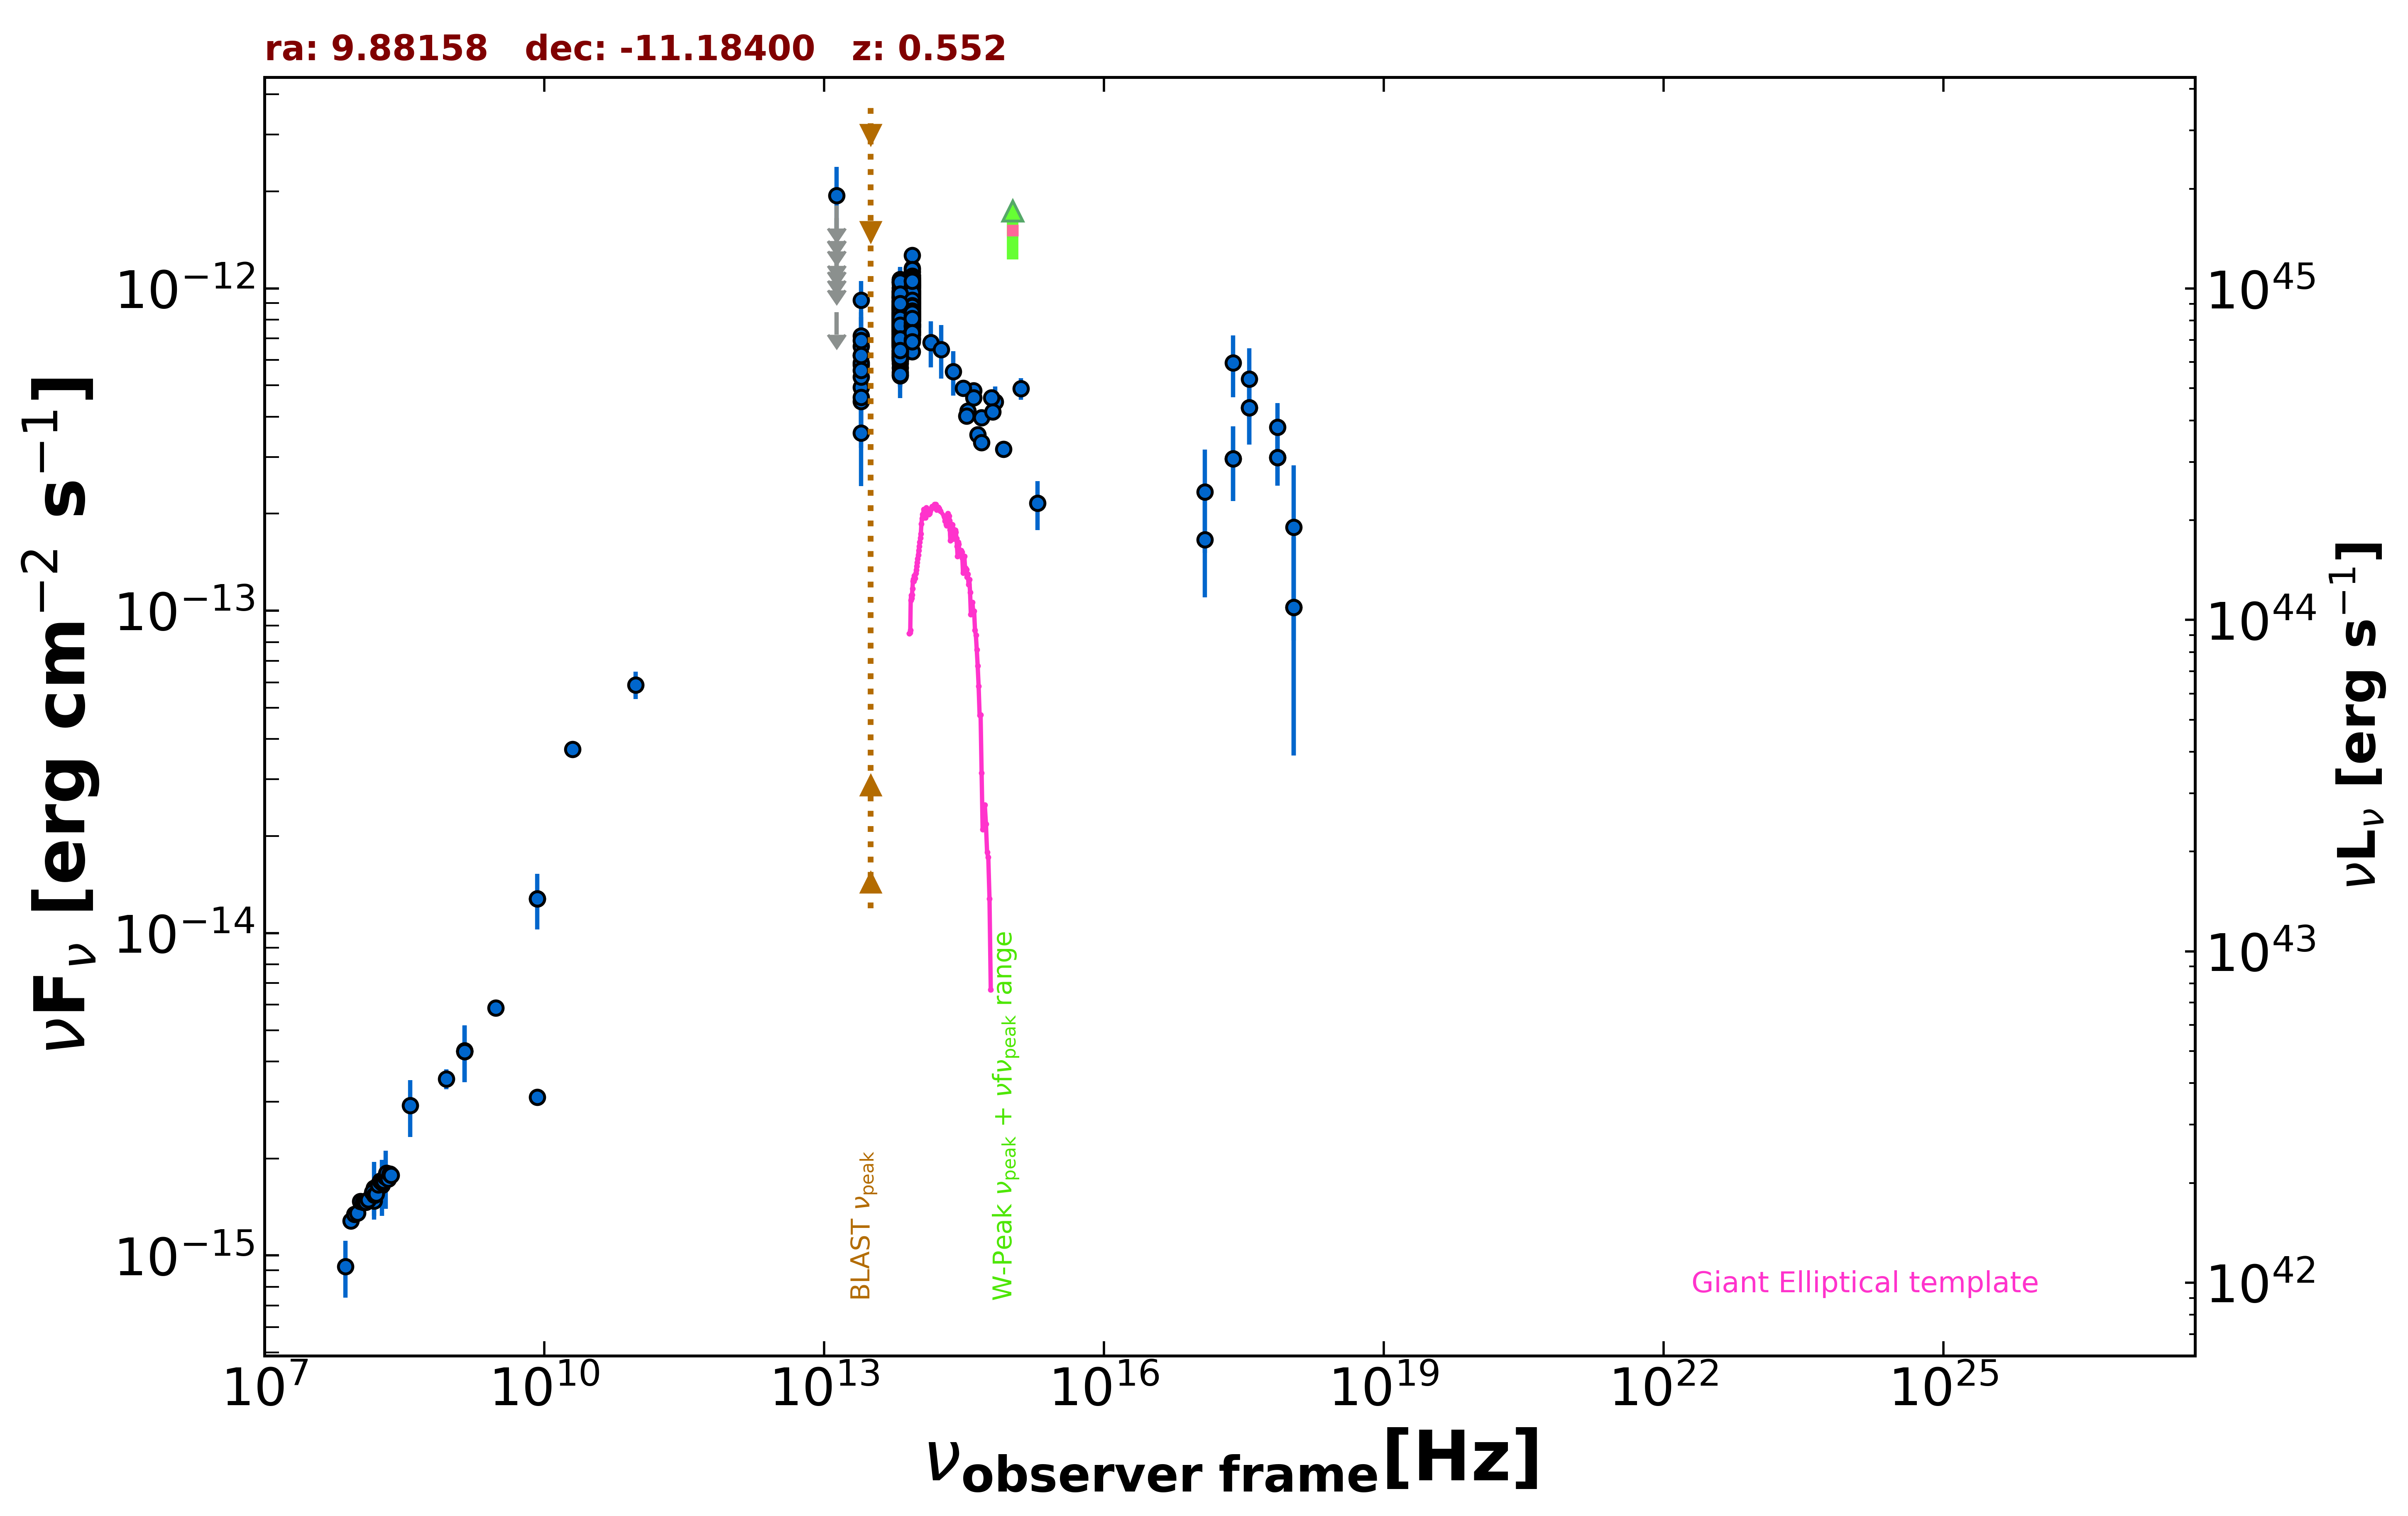 ra: 9.88158   dec: -11.18400   z: 0.552
νFν [erg cm−2 s−1]
10−12
10−13
10−14
10−15
1045
1044
1043
1042
νLν [erg s−1]
BLAST νpeak
W-Peak νpeak + νfνpeak range
Giant Elliptical template
107
1010
1013
1016
1019
1022
1025
νobserver frame[Hz]